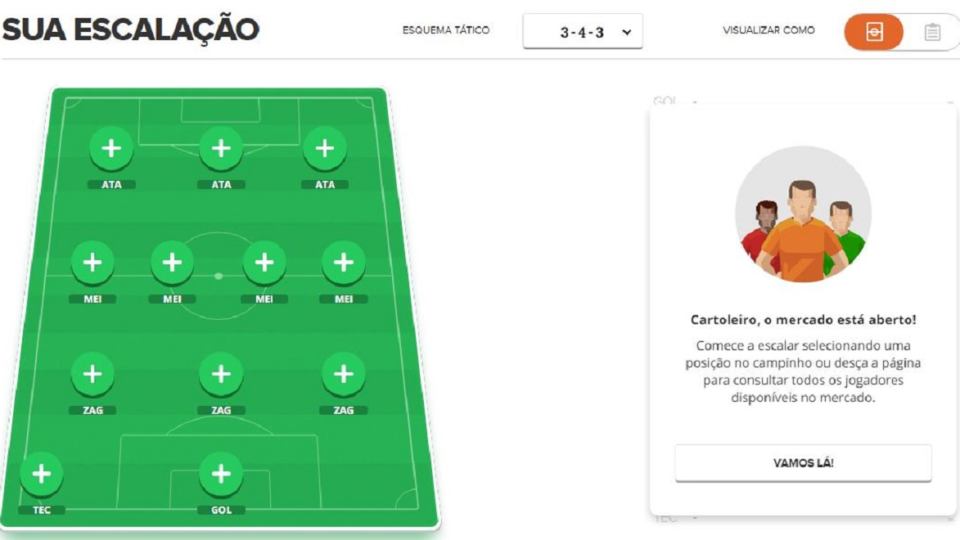 SUA ESCALAÇÃO
ESQUEMA TÁTICO
3-4-3
VISUALIZAR COMO
GOL -
ATA ATA ATA
MEI MEI MEI MEI
ZAG ZAG ZAG
TEC GOL
Cartoleiro, o mercado está aberto!
Comece a escalar selecionando uma
posição no campinho ou desça a página
para consultar todos os jogadores
disponíveis no mercado.
VAMOS LÁ!
TEC -